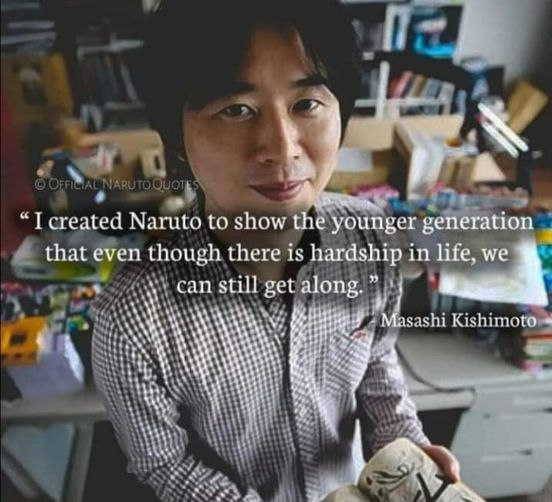 © OFFICIAL NARUTO QUOTES
“ I created Naruto to show the younger generation
that even though there is hardship in life, we
can still get along. ”
- Masashi Kishimoto